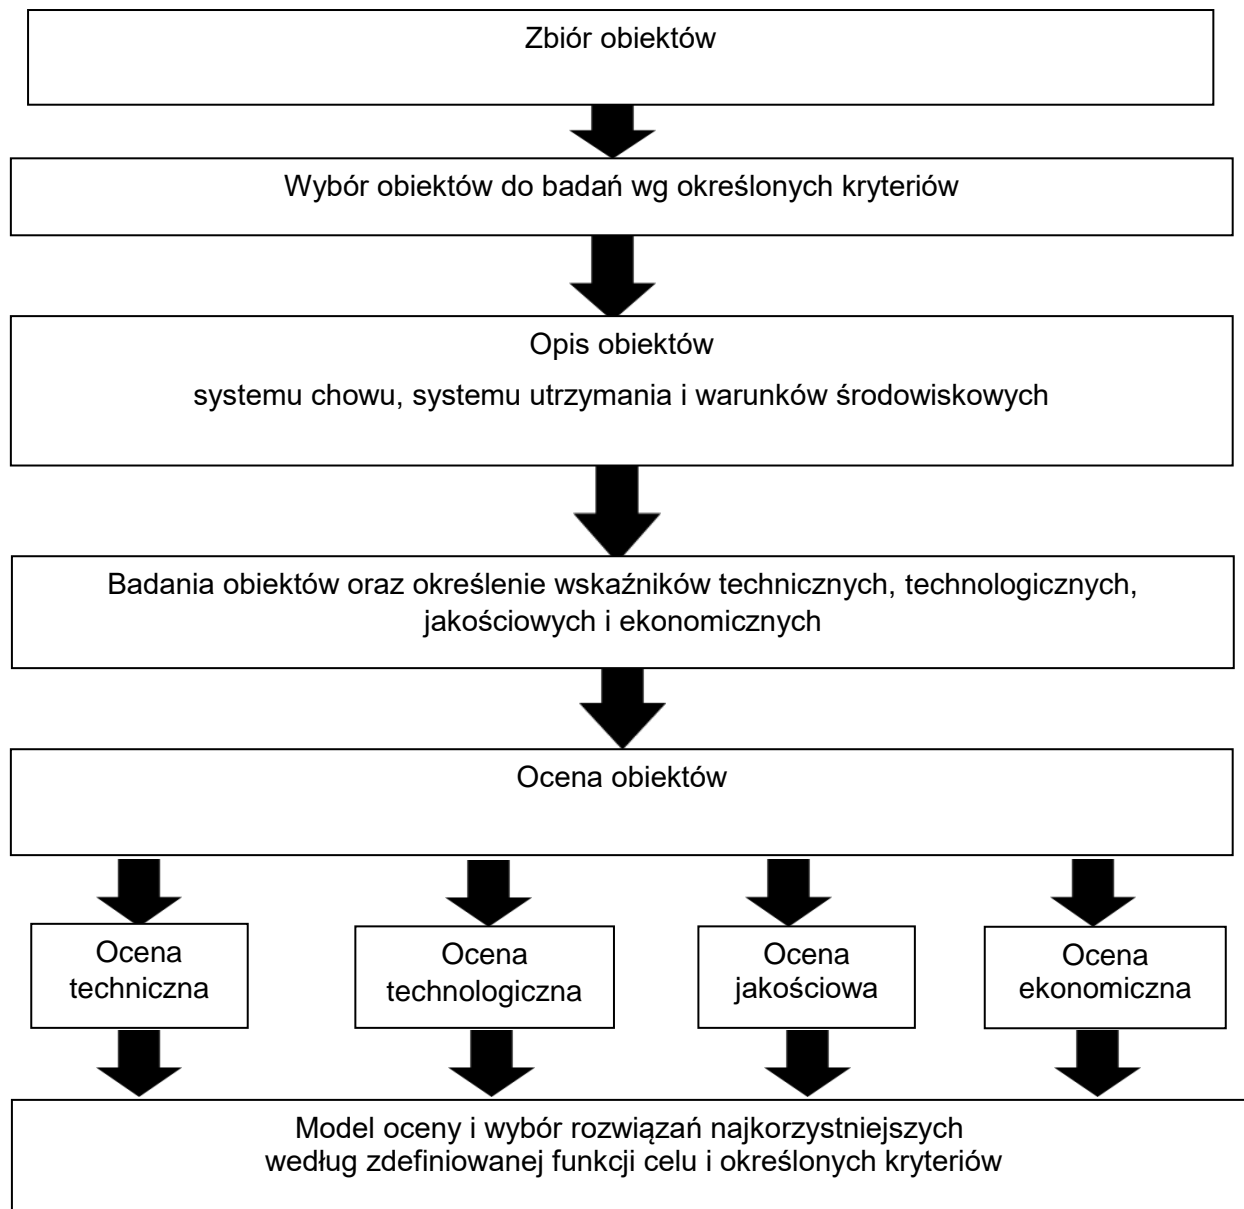 Zbiór obiektów
Wybór obiektów do badań wg określonych kryteriów
Opis obiektów
systemu chowu, systemu utrzymania i warunków środowiskowych
Badania obiektów oraz określenie wskaźników technicznych, technologicznych,
jakościowych i ekonomicznych
Ocena obiektów
Ocena
techniczna
Ocena
technologiczna
Ocena
jakościowa
Ocena
ekonomiczna
Model oceny i wybór rozwiązań najkorzystniejszych
według zdefiniowanej funkcji celu i określonych kryteriów